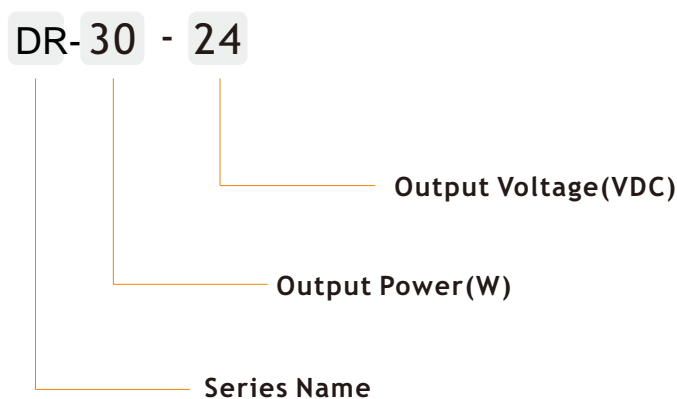 DR-30 - 24
Output Voltage(VDC)
Output Power(W)
Series Name